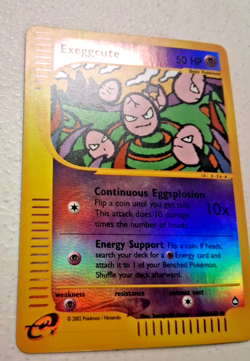 Exeggcute
50 HP
Continuous Eggsplosion
Flip a coin until you get tails.
This attack does 10 damage
times the number of heads.
10x
Energy Support Flip a coin. If heads,
search your deck for a Energy card and
attach it to 1 of your Benched Pokémon.
Shuffle your deck afterward.
weakness resistance retreat cost
© 2002 Pokémon / Nintendo